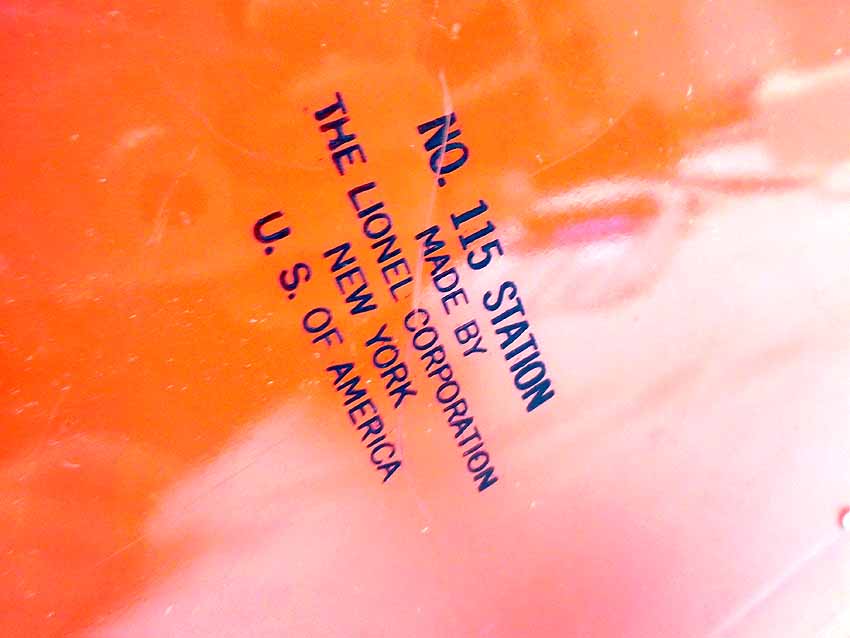 NO. 115 STATION
MADE BY
THE LIONEL CORPORATION
NEW YORK
U. S. OF AMERICA